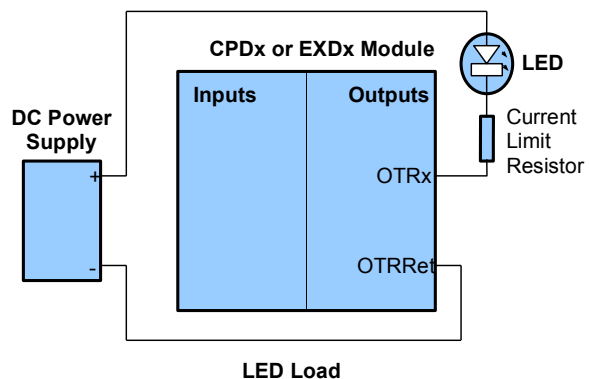 CPDx or EXDx Module
LED
Inputs
Outputs
DC Power
Supply
Current
Limit
Resistor
+
OTRx
-
OTRRet
LED Load